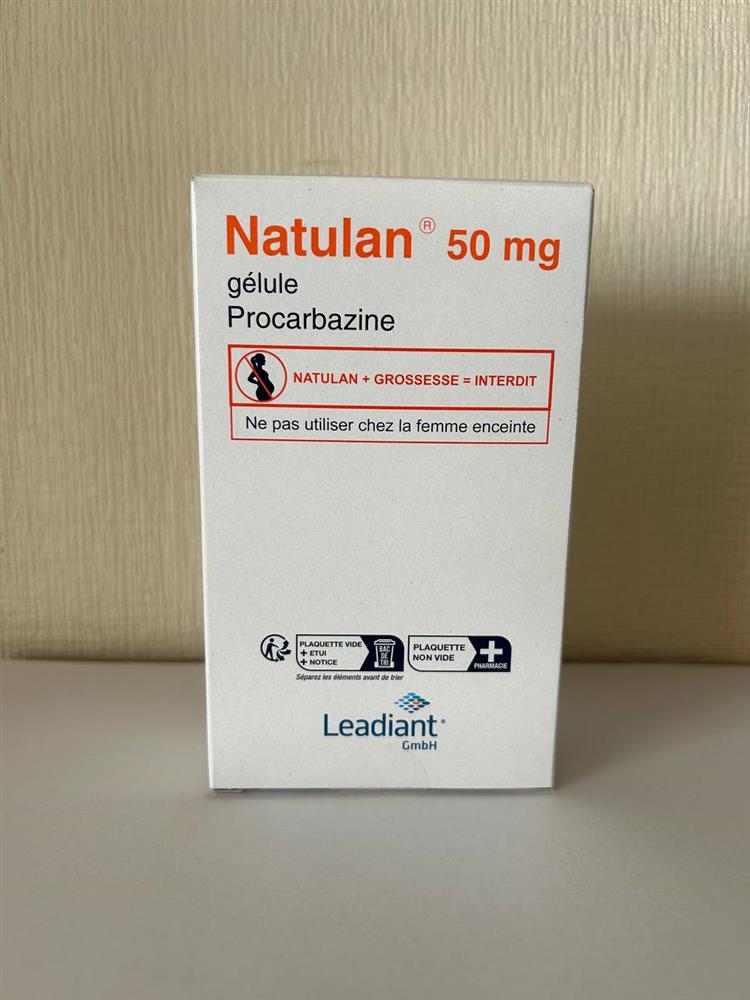 Natulan® 50 mg
gélule
Procarbazine
NATULAN + GROSSESSE = INTERDIT
Ne pas utiliser chez la femme enceinte
PLAQUETTE VIDE
+ ETUI
+ NOTICE
BAC
DE
TRI
PLAQUETTE
NON VIDE
PHARMACIE
Séparez les éléments avant de trier
Leadiant®
GmbH